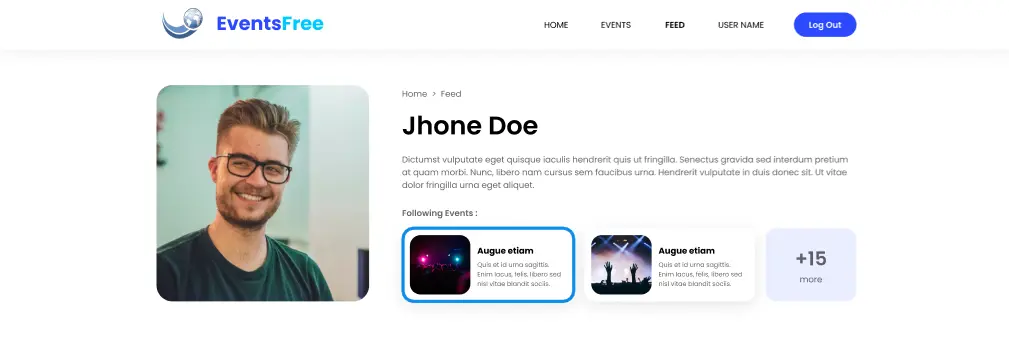 EventsFree
HOME
EVENTS
FEED
USER NAME
Log Out
Home > Feed
Jhone Doe
Dictumst vulputate eget quisque iaculis hendrerit quis ut fringilla. Senectus gravida sed interdum pretium
at quam morbi. Nunc, libero nam cursus sem faucibus urna. Hendrerit vulputate in duis donec sit. Ut vitae
dolor fringilla urna eget aliquet.
Following Events :
Augue etiam
Quis et id urna sagittis.
Enim lacus, felis, libero sed
nisl vitae blandit sociis.
Augue etiam
Quis et id urna sagittis.
Enim lacus, felis, libero sed
nisl vitae blandit sociis.
+15
more